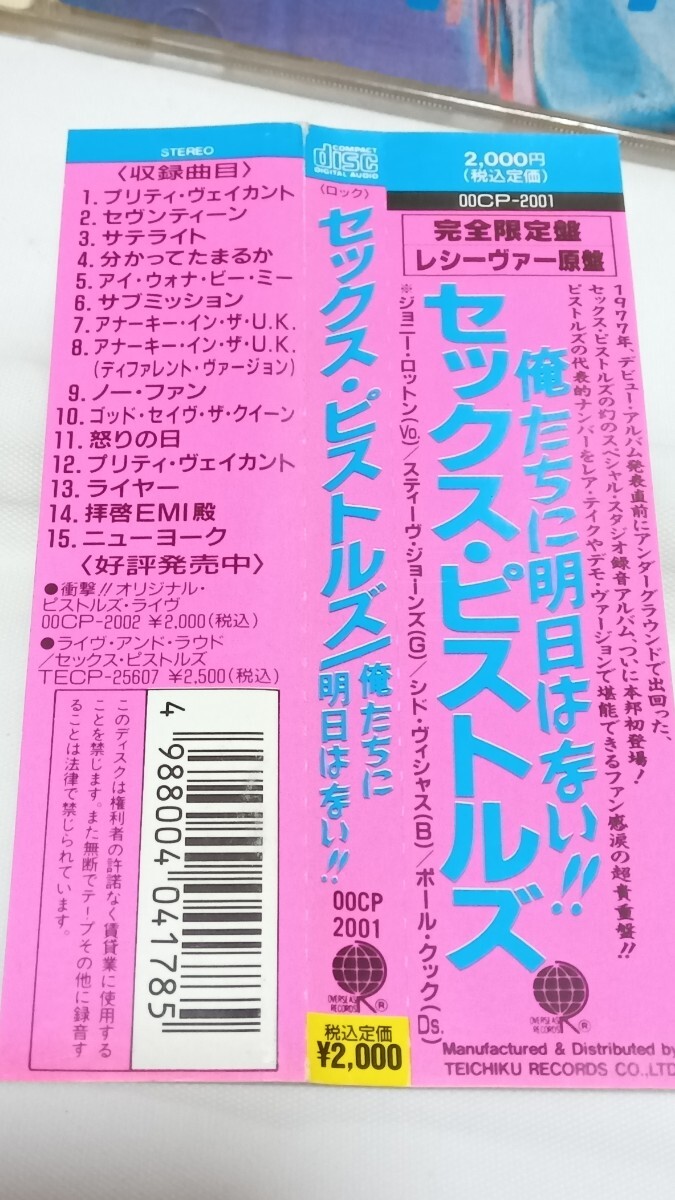 STEREO
〈収録曲目〉
1. プリティ・ヴェイカント
2. セヴンティーン
3. サテライト
4. 分かってたまるか
5. アイ・ウォナ・ビー・ミー
6. サブミッション
7. アナーキー・イン・ザ・U.K.
8. アナーキー・イン・ザ・U.K.
(ディファレント・ヴァージョン)
9. ノー・ファン
10. ゴッド・セイヴ・ザ・クイーン
11. 怒りの日
12. プリティ・ヴェイカント
13. ライヤー
14. 拝啓EMI殿
15. ニューヨーク
〈好評発売中〉
●衝撃!!オリジナル・
ピストルズ・ライヴ
00CP-2002 ¥2,000(税込)
●ライヴ・アンド・ラウド
/セックス・ピストルズ
TECP-25607 ¥2,500(税込)
このディスクは権利者の許諾なく賃貸業に使用する
ことを禁じます。また無断でテープその他に録音す
ることは法律で禁じられています。
4 988004 041785
COMPACT
disc
DIGITAL AUDIO
〈ロック〉
セックス・ピストルズ/俺たちに
明日はない!!
00CP
2001
OVERSEAS
RECORDS
®
税込定価
¥2,000
2,000円
(税込定価)
00CP-2001
完全限定盤
レシーヴァー原盤
1977年、デビュー・アルバム発表直前にアンダーグラウンドで出回った、
セックス・ピストルズの幻のスペシャル・スタジオ録音アルバム、ついに本邦初登場!
ピストルズの代表的ナンバーをレア・テイクやデモ・ヴァージョンで堪能できるファン感涙の超貴重盤!!
俺たちに明日はない!!
セックス・ピストルズ
※ジョニー・ロットン(Vo.)/スティーヴ・ジョーンズ(G)/シド・ヴィシャス(B)/ポール・クック(Ds.)
OVERSEAS
RECORDS
®
Manufactured & Distributed by
TEICHIKU RECORDS CO., LTD